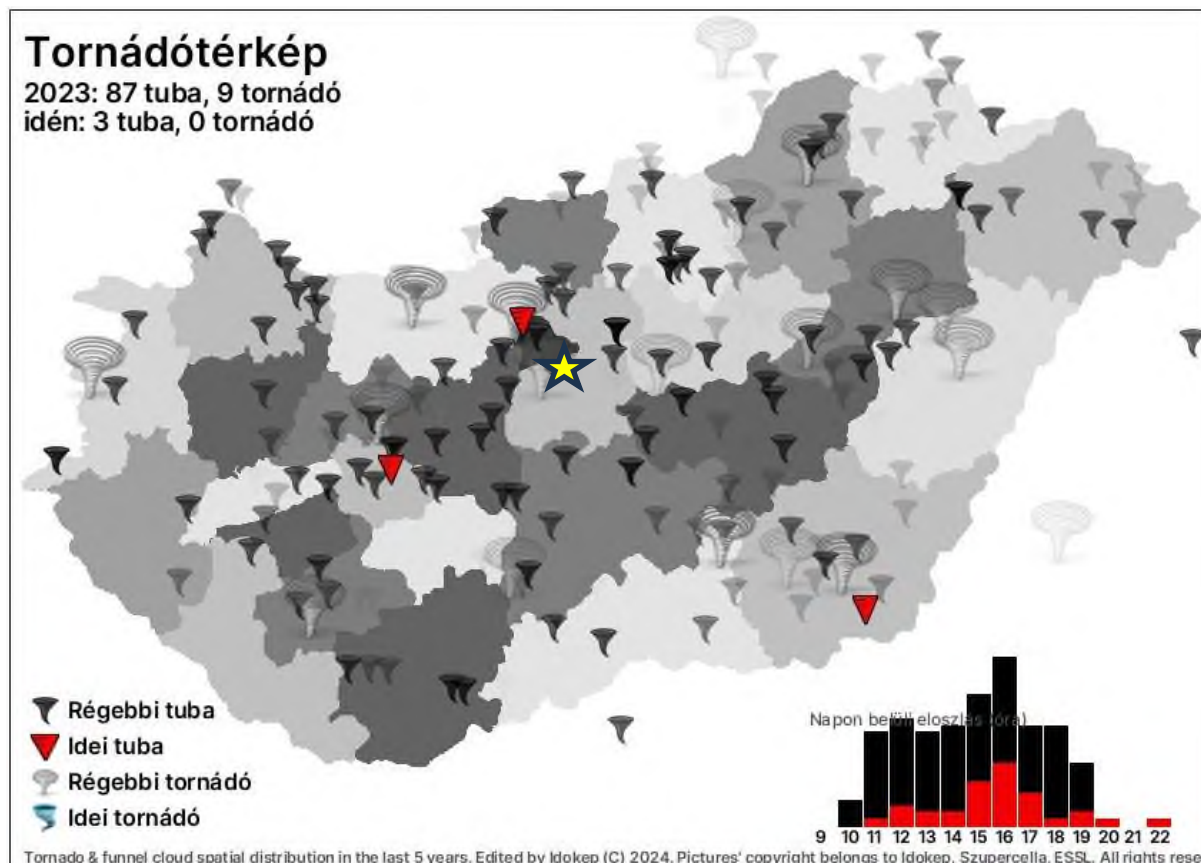 Tornádótérkép
2023: 87 tuba, 9 tornádó
idén: 3 tuba, 0 tornádó
Régebbi tuba
Idei tuba
Régebbi tornádó
Idei tornádó
Napon belüli eloszlás (óra)
9 10 11 12 13 14 15 16 17 18 19 20 21 22
Tornado & funnel cloud spatial distribution in the last 5 years. Edited by Idokep (C) 2024. Pictures' copyright belongs to Idokep, Szupercella, ESSL. All rights rese